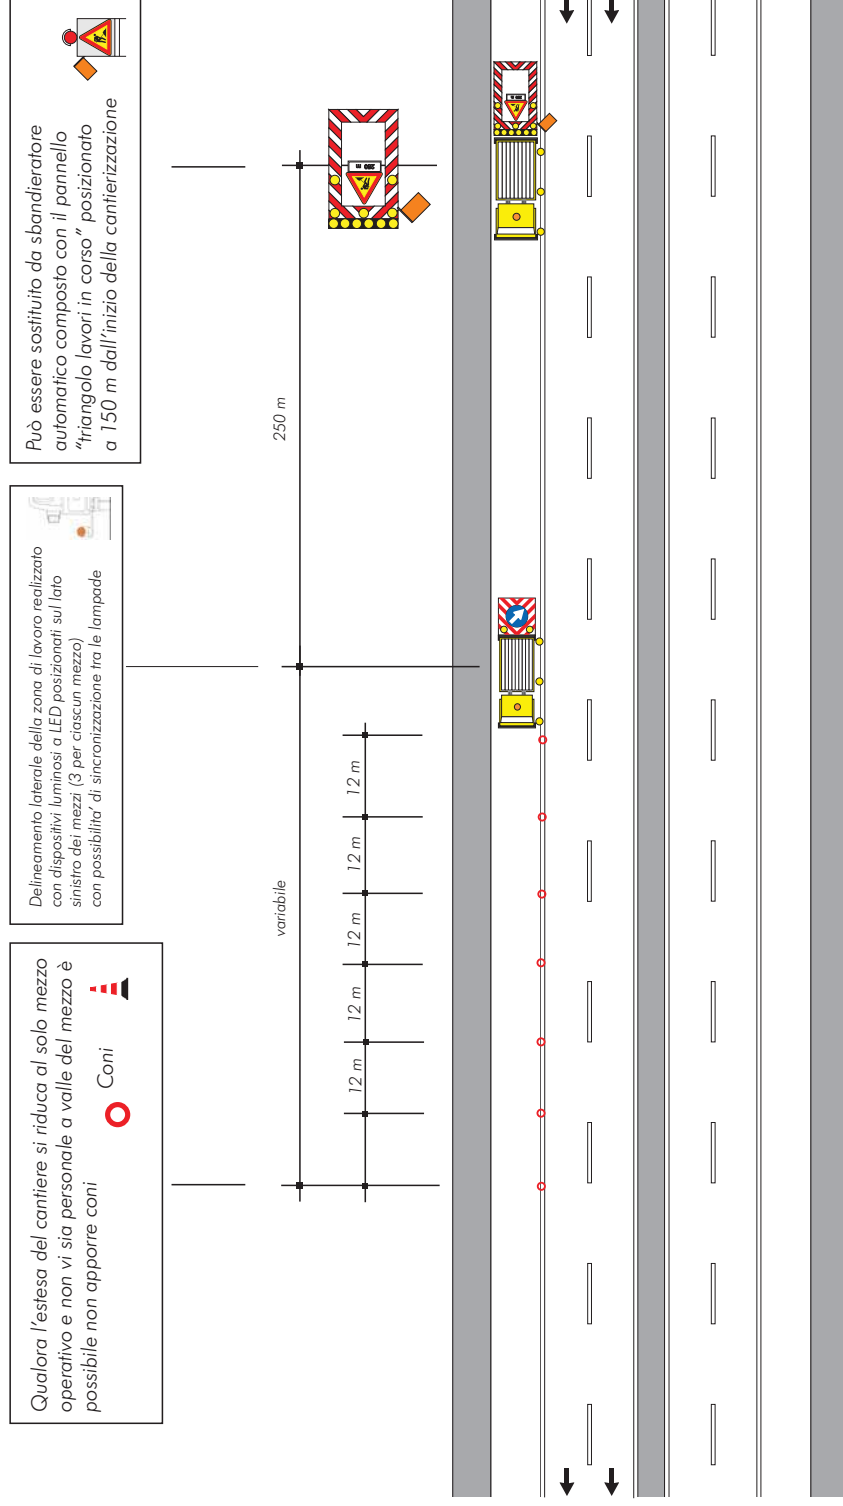 Può essere sostituito da sbandieratore
automatico composto con il pannello
“triangolo lavori in corso” posizionato
a 150 m dall’inizio della cantierizzazione
Delineamento laterale della zona di lavoro realizzato
con dispositivi luminosi a LED posizionati sul lato
sinistro dei mezzi (3 per ciascun mezzo)
con possibilita’ di sincronizzazione tra le lampade
Qualora l’estesa del cantiere si riduca al solo mezzo
operativo e non vi sia personale a valle del mezzo è
possibile non apporre coni
Coni
250 m
variabile
12 m
12 m
12 m
12 m
12 m